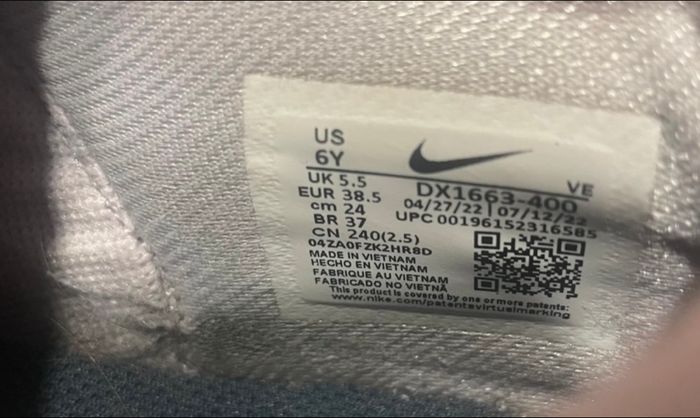 US
6Y
UK 5.5
EUR 38.5
cm 24
BR 37
CN 240(2.5)
04ZA0FZK2HR8D
MADE IN VIETNAM
HECHO EN VIETNAM
FABRIQUE AU VIETNAM
FABRICADO NO VIETNÃ
VE
DX1663-400
04/27/22 | 07/12/22
UPC 00196152316585
This product is covered by one or more patents:
www.nike.com/patentsvirtualmarking